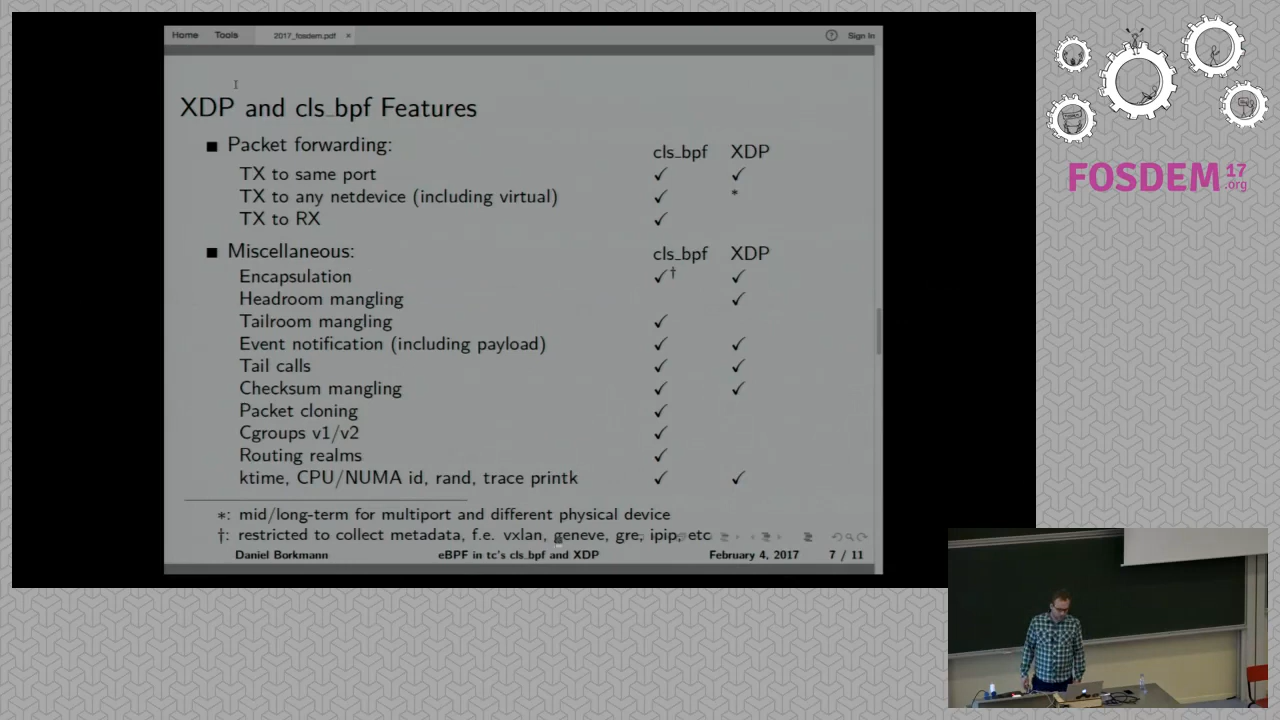 Home Tools 2017_fosdem.pdf × ? Sign In
XDP and cls_bpf Features
■ Packet forwarding: cls_bpf XDP
TX to same port ✓ ✓
TX to any netdevice (including virtual) ✓ *
TX to RX ✓
■ Miscellaneous: cls_bpf XDP
Encapsulation ✓† ✓
Headroom mangling ✓
Tailroom mangling ✓
Event notification (including payload) ✓ ✓
Tail calls ✓ ✓
Checksum mangling ✓ ✓
Packet cloning ✓
Cgroups v1/v2 ✓
Routing realms ✓
ktime, CPU/NUMA id, rand, trace printk ✓ ✓
*: mid/long-term for multiport and different physical device
†: restricted to collect metadata, f.e. vxlan, geneve, gre, ipip, etc
Daniel Borkmann eBPF in tc's cls_bpf and XDP February 4, 2017 7 / 11
FOSDEM 17 .org